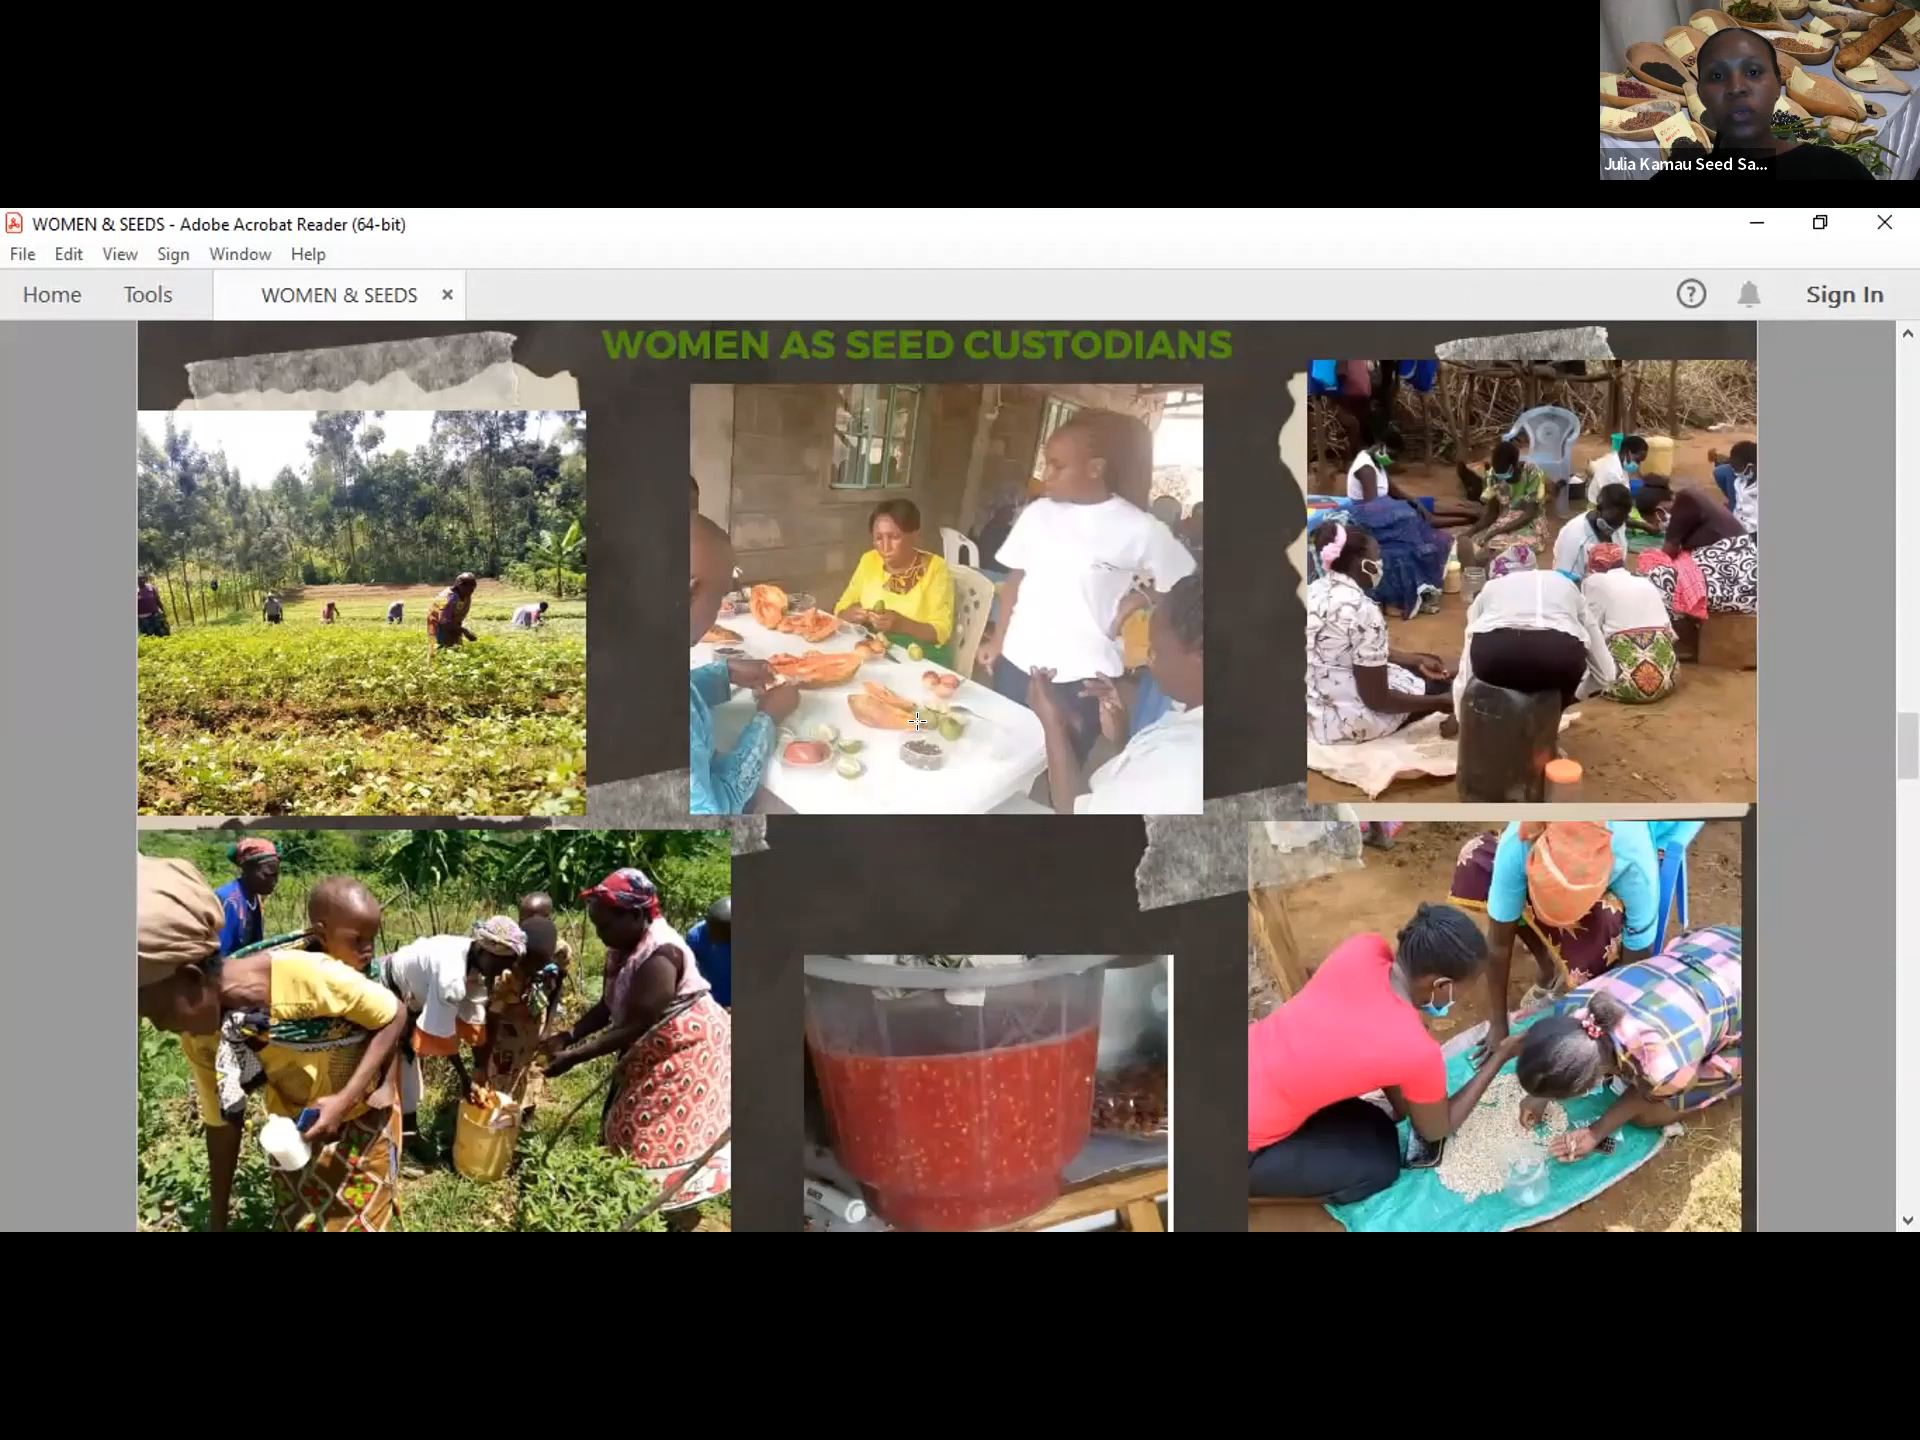 Julia Kamau Seed Sa...
WOMEN & SEEDS - Adobe Acrobat Reader (64-bit)
File Edit View Sign Window Help
Home Tools WOMEN & SEEDS × ? Sign In
WOMEN AS SEED CUSTODIANS